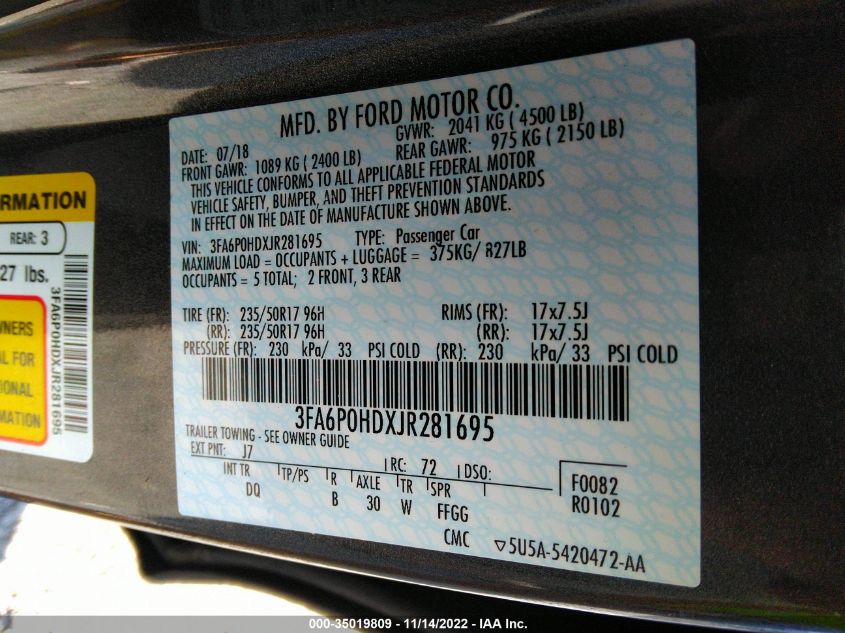 MFD. BY FORD MOTOR CO.
DATE: 07/18 GVWR: 2041 KG ( 4500 LB)
FRONT GAWR: 1089 KG ( 2400 LB) REAR GAWR: 975 KG ( 2150 LB)
THIS VEHICLE CONFORMS TO ALL APPLICABLE FEDERAL MOTOR
VEHICLE SAFETY, BUMPER, AND THEFT PREVENTION STANDARDS
IN EFFECT ON THE DATE OF MANUFACTURE SHOWN ABOVE.
VIN: 3FA6P0HDXJR281695 TYPE: Passenger Car
MAXIMUM LOAD = OCCUPANTS + LUGGAGE = 375KG/ 827LB
OCCUPANTS = 5 TOTAL; 2 FRONT, 3 REAR
TIRE (FR): 235/50R17 96H RIMS (FR): 17x7.5J
(RR): 235/50R17 96H (RR): 17x7.5J
PRESSURE (FR): 230 kPa/ 33 PSI COLD (RR): 230 kPa/ 33 PSI COLD
3FA6P0HDXJR281695
TRAILER TOWING - SEE OWNER GUIDE
EXT PNT: J7 RC: 72 DSO:
INT TR TP/PS R AXLE TR SPR
DQ B 30 W FFGG
F0082
R0102
CMC ▽5U5A-5420472-AA
RMATION
REAR: 3
27 lbs.
WNERS
AL FOR
TIONAL
MATION
3FA6P0HDXJR281695
000-35019809 - 11/14/2022 - IAA Inc.